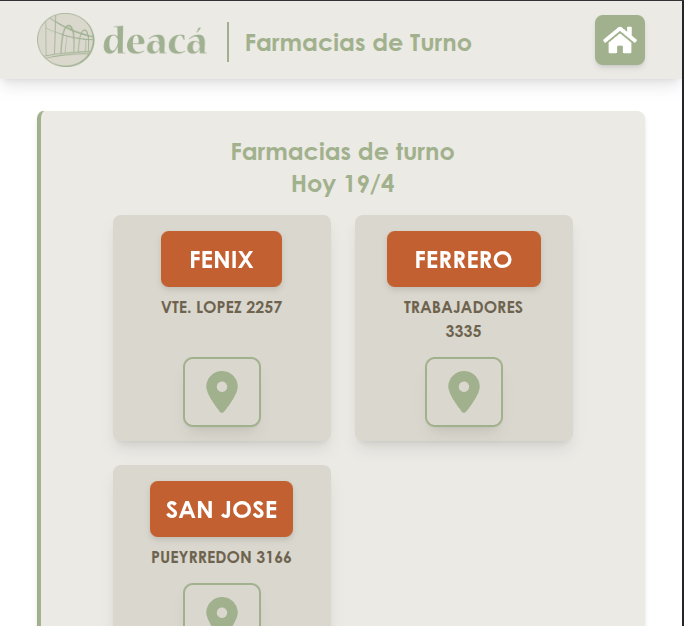 deacá
Farmacias de Turno
Farmacias de turno
Hoy 19/4
FENIX
VTE. LOPEZ 2257
FERRERO
TRABAJADORES
3335
SAN JOSE
PUEYRREDON 3166